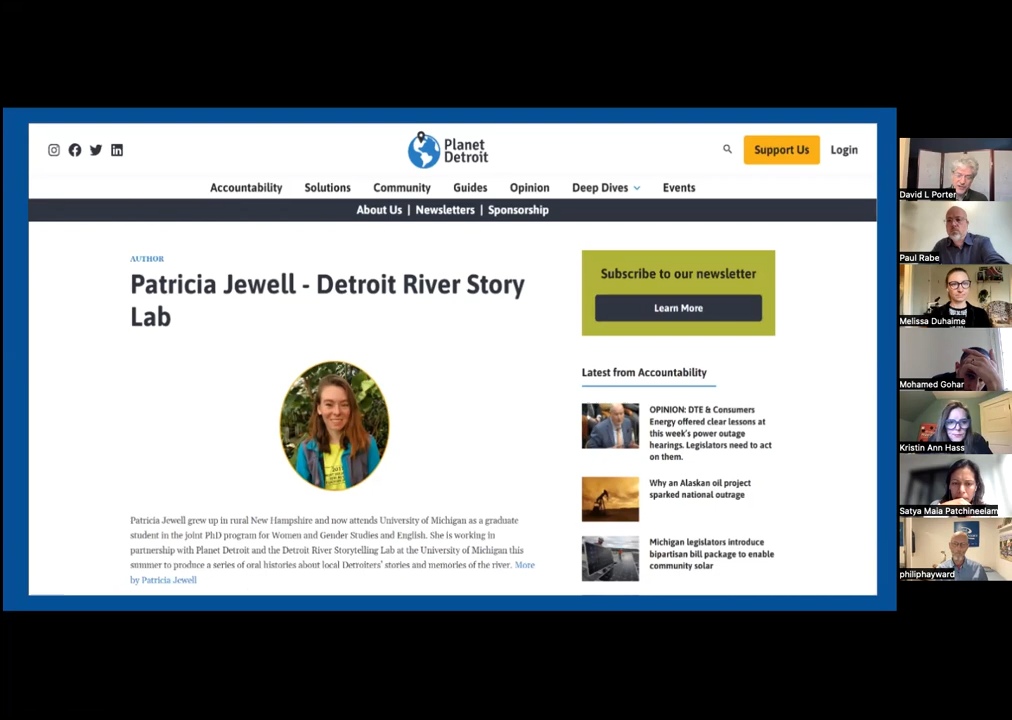 Planet
Detroit
Support Us
Login
Accountability
Solutions
Community
Guides
Opinion
Deep Dives
Events
About Us | Newsletters | Sponsorship
AUTHOR
Patricia Jewell - Detroit River Story
Lab
Patricia Jewell grew up in rural New Hampshire and now attends University of Michigan as a graduate
student in the joint PhD program for Women and Gender Studies and English. She is working in
partnership with Planet Detroit and the Detroit River Storytelling Lab at the University of Michigan this
summer to produce a series of oral histories about local Detroiters' stories and memories of the river. More
by Patricia Jewell
Subscribe to our newsletter
Learn More
Latest from Accountability
OPINION: DTE & Consumers
Energy offered clear lessons at
this week's power outage
hearings. Legislators need to act
on them.
Why an Alaskan oil project
sparked national outrage
Michigan legislators introduce
bipartisan bill package to enable
community solar
David L Porter
Paul Rabe
Melissa Duhaime
Mohamed Gohar
Kristin Ann Hass
Satya Maia Patchineelam
philiphayward